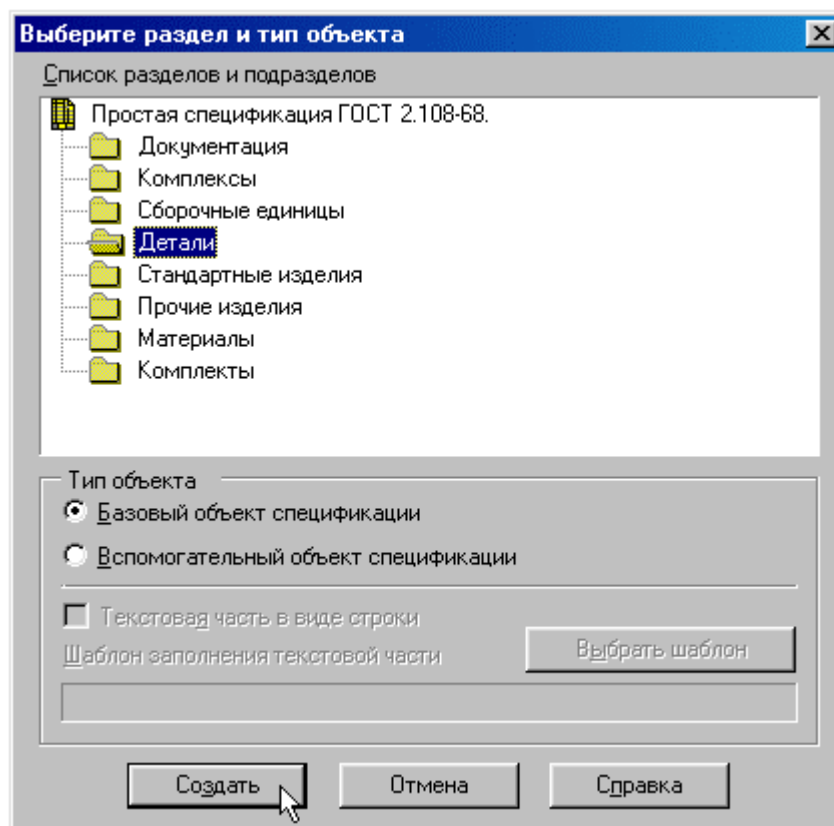 Выберите раздел и тип объекта
Список разделов и подразделов
Простая спецификация ГОСТ 2.108-68.
Документация
Комплексы
Сборочные единицы
Детали
Стандартные изделия
Прочие изделия
Материалы
Комплекты
Тип объекта
Базовый объект спецификации
Вспомогательный объект спецификации
Текстовая часть в виде строки
Шаблон заполнения текстовой части
Выбрать шаблон
Создать Отмена Справка